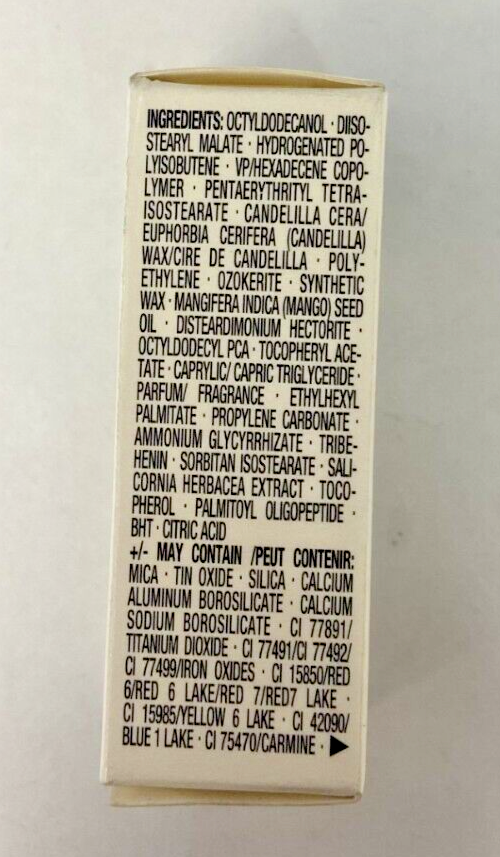 INGREDIENTS: OCTYLDODECANOL · DIISO-
STEARYL MALATE · HYDROGENATED PO-
LYISOBUTENE · VP/HEXADECENE COPO-
LYMER · PENTAERYTHRITYL TETRA-
ISOSTEARATE · CANDELILLA CERA/
EUPHORBIA CERIFERA (CANDELILLA)
WAX/CIRE DE CANDELILLA · POLY-
ETHYLENE · OZOKERITE · SYNTHETIC
WAX · MANGIFERA INDICA (MANGO) SEED
OIL · DISTEARDIMONIUM HECTORITE ·
OCTYLDODECYL PCA · TOCOPHERYL ACE-
TATE · CAPRYLIC/ CAPRIC TRIGLYCERIDE ·
PARFUM/ FRAGRANCE · ETHYLHEXYL
PALMITATE · PROPYLENE CARBONATE ·
AMMONIUM GLYCYRRHIZATE · TRIBE-
HENIN · SORBITAN ISOSTEARATE · SALI-
CORNIA HERBACEA EXTRACT · TOCO-
PHEROL · PALMITOYL OLIGOPEPTIDE ·
BHT · CITRIC ACID
+/- MAY CONTAIN /PEUT CONTENIR:
MICA · TIN OXIDE · SILICA · CALCIUM
ALUMINUM BOROSILICATE · CALCIUM
SODIUM BOROSILICATE · CI 77891/
TITANIUM DIOXIDE · CI 77491/CI 77492/
CI 77499/IRON OXIDES · CI 15850/RED
6/RED 6 LAKE/RED 7/RED7 LAKE ·
CI 15985/YELLOW 6 LAKE · CI 42090/
BLUE 1 LAKE · CI 75470/CARMINE · ▶